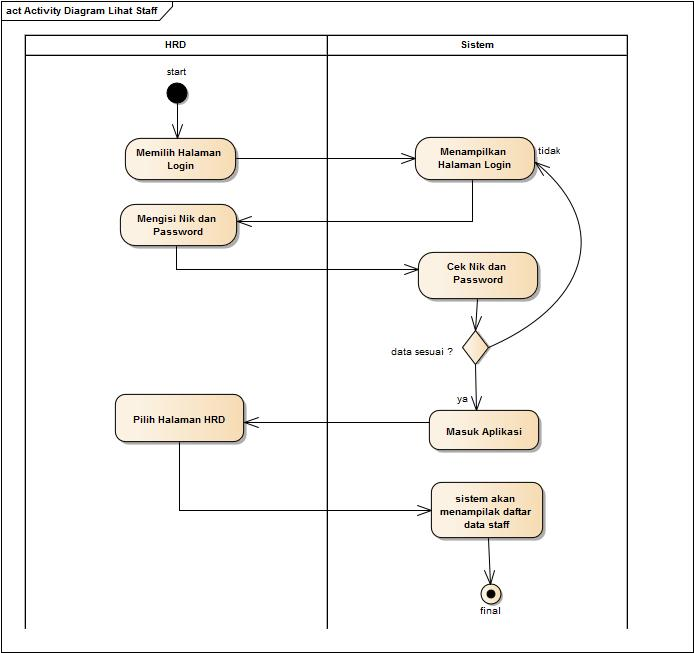 act Activity Diagram Lihat Staff
HRD
Sistem
start
Memilih Halaman
Login
Menampilkan
Halaman Login
tidak
Mengisi Nik dan
Password
Cek Nik dan
Password
data sesuai ?
ya
Pilih Halaman HRD
Masuk Aplikasi
sistem akan
menampilak daftar
data staff
final